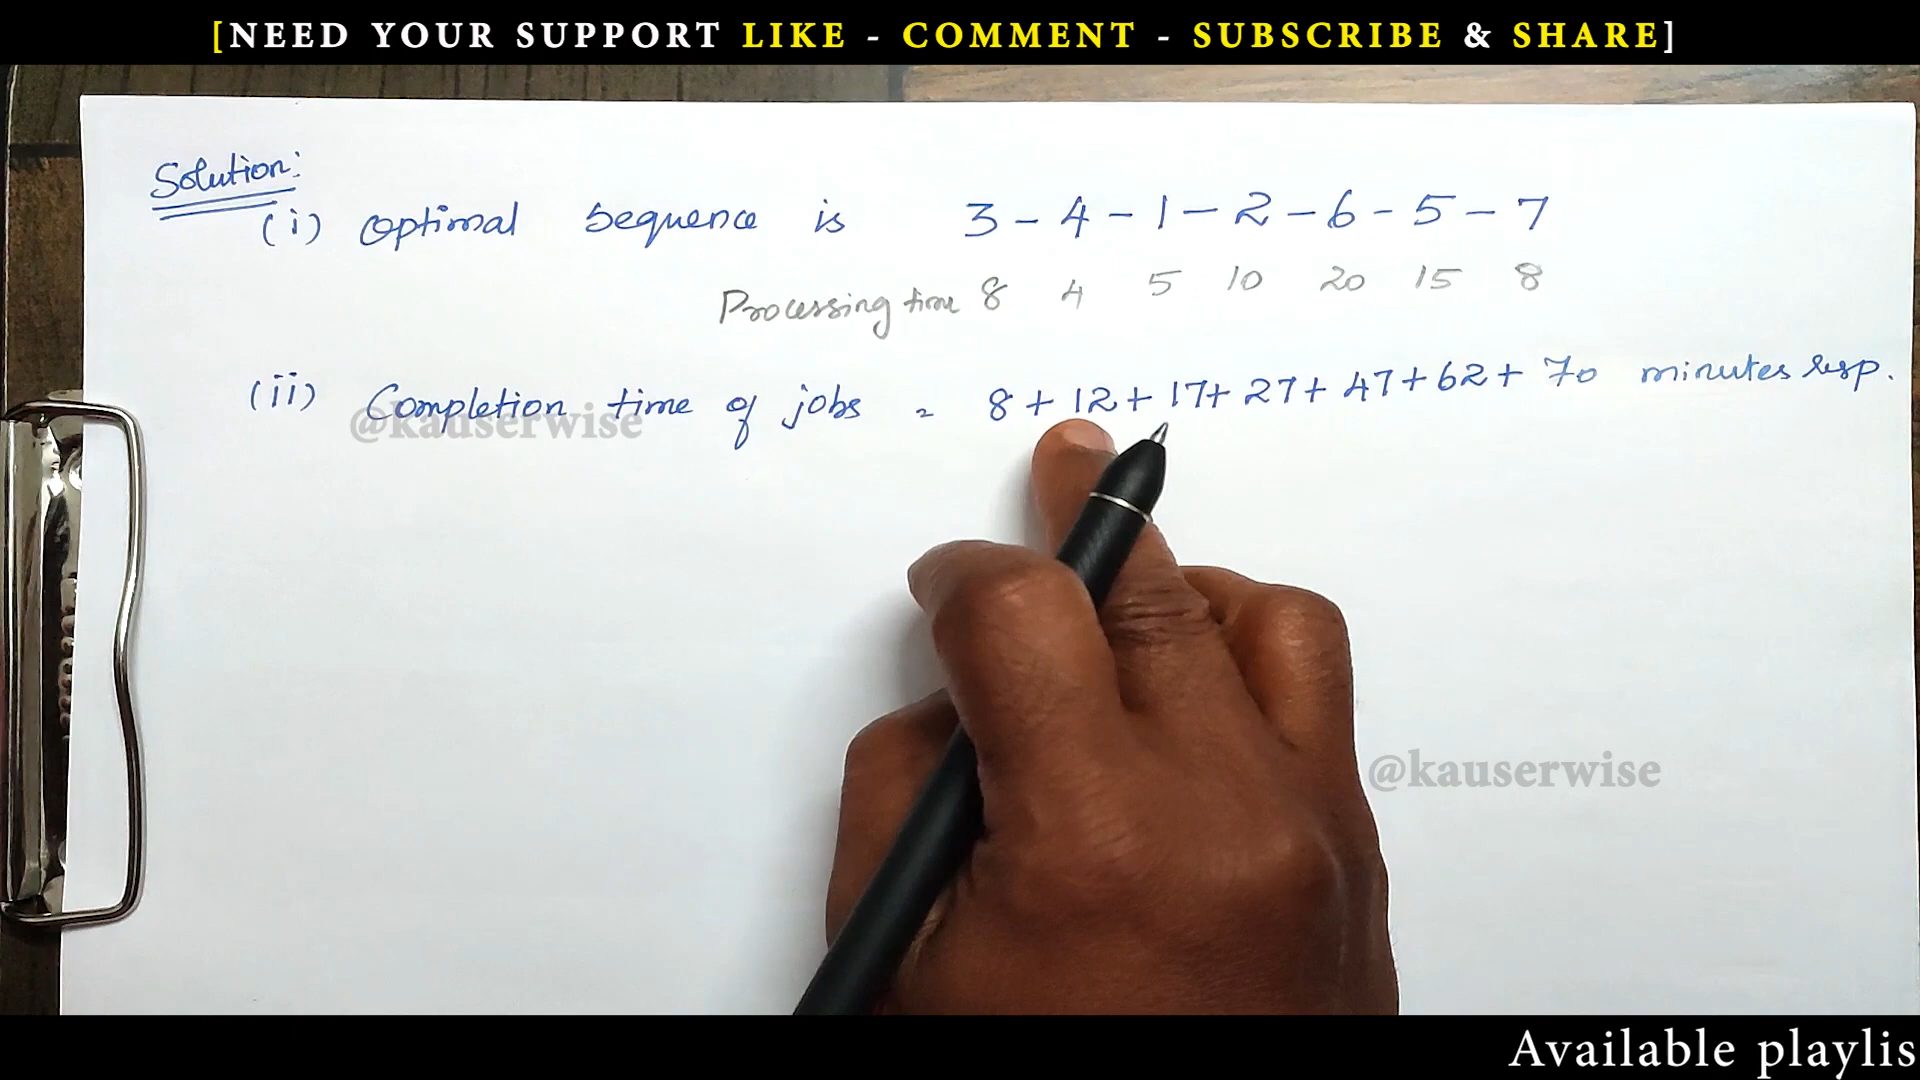 [NEED YOUR SUPPORT LIKE - COMMENT - SUBSCRIBE & SHARE]
Solution:
(i) Optimal sequence is 3 - 4 - 1 - 2 - 6 - 5 - 7
Processing time 8 4 5 10 20 15 8
(ii) Completion time of jobs = 8 + 12 + 17 + 27 + 47 + 62 + 70 minutes resp.
@kauserwise
@kauserwise
Available playlis